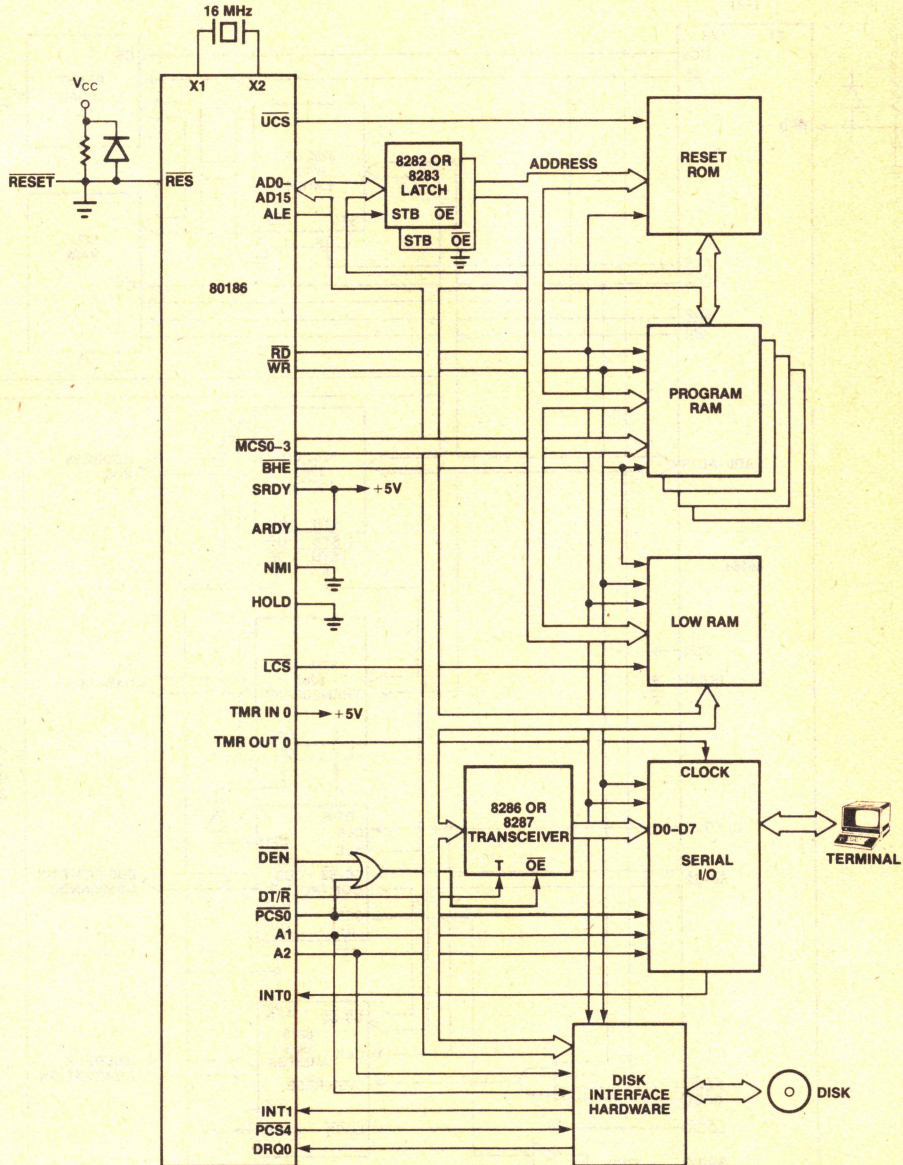 16 MHz
X1
X2
VCC
RESET
RES
UCS
AD0–
AD15
ALE
80186
8282 OR
8283
LATCH
STB OE
STB OE
ADDRESS
RESET
ROM
RD
WR
PROGRAM
RAM
MCS0–3
BHE
SRDY
+5V
ARDY
NMI
HOLD
LOW RAM
LCS
TMR IN 0
+5V
TMR OUT 0
CLOCK
8286 OR
8287
TRANSCEIVER
T OE
D0–D7
SERIAL
I/O
TERMINAL
DEN
DT/R
PCS0
A1
A2
INT0
DISK
INTERFACE
HARDWARE
DISK
INT1
PCS4
DRQ0